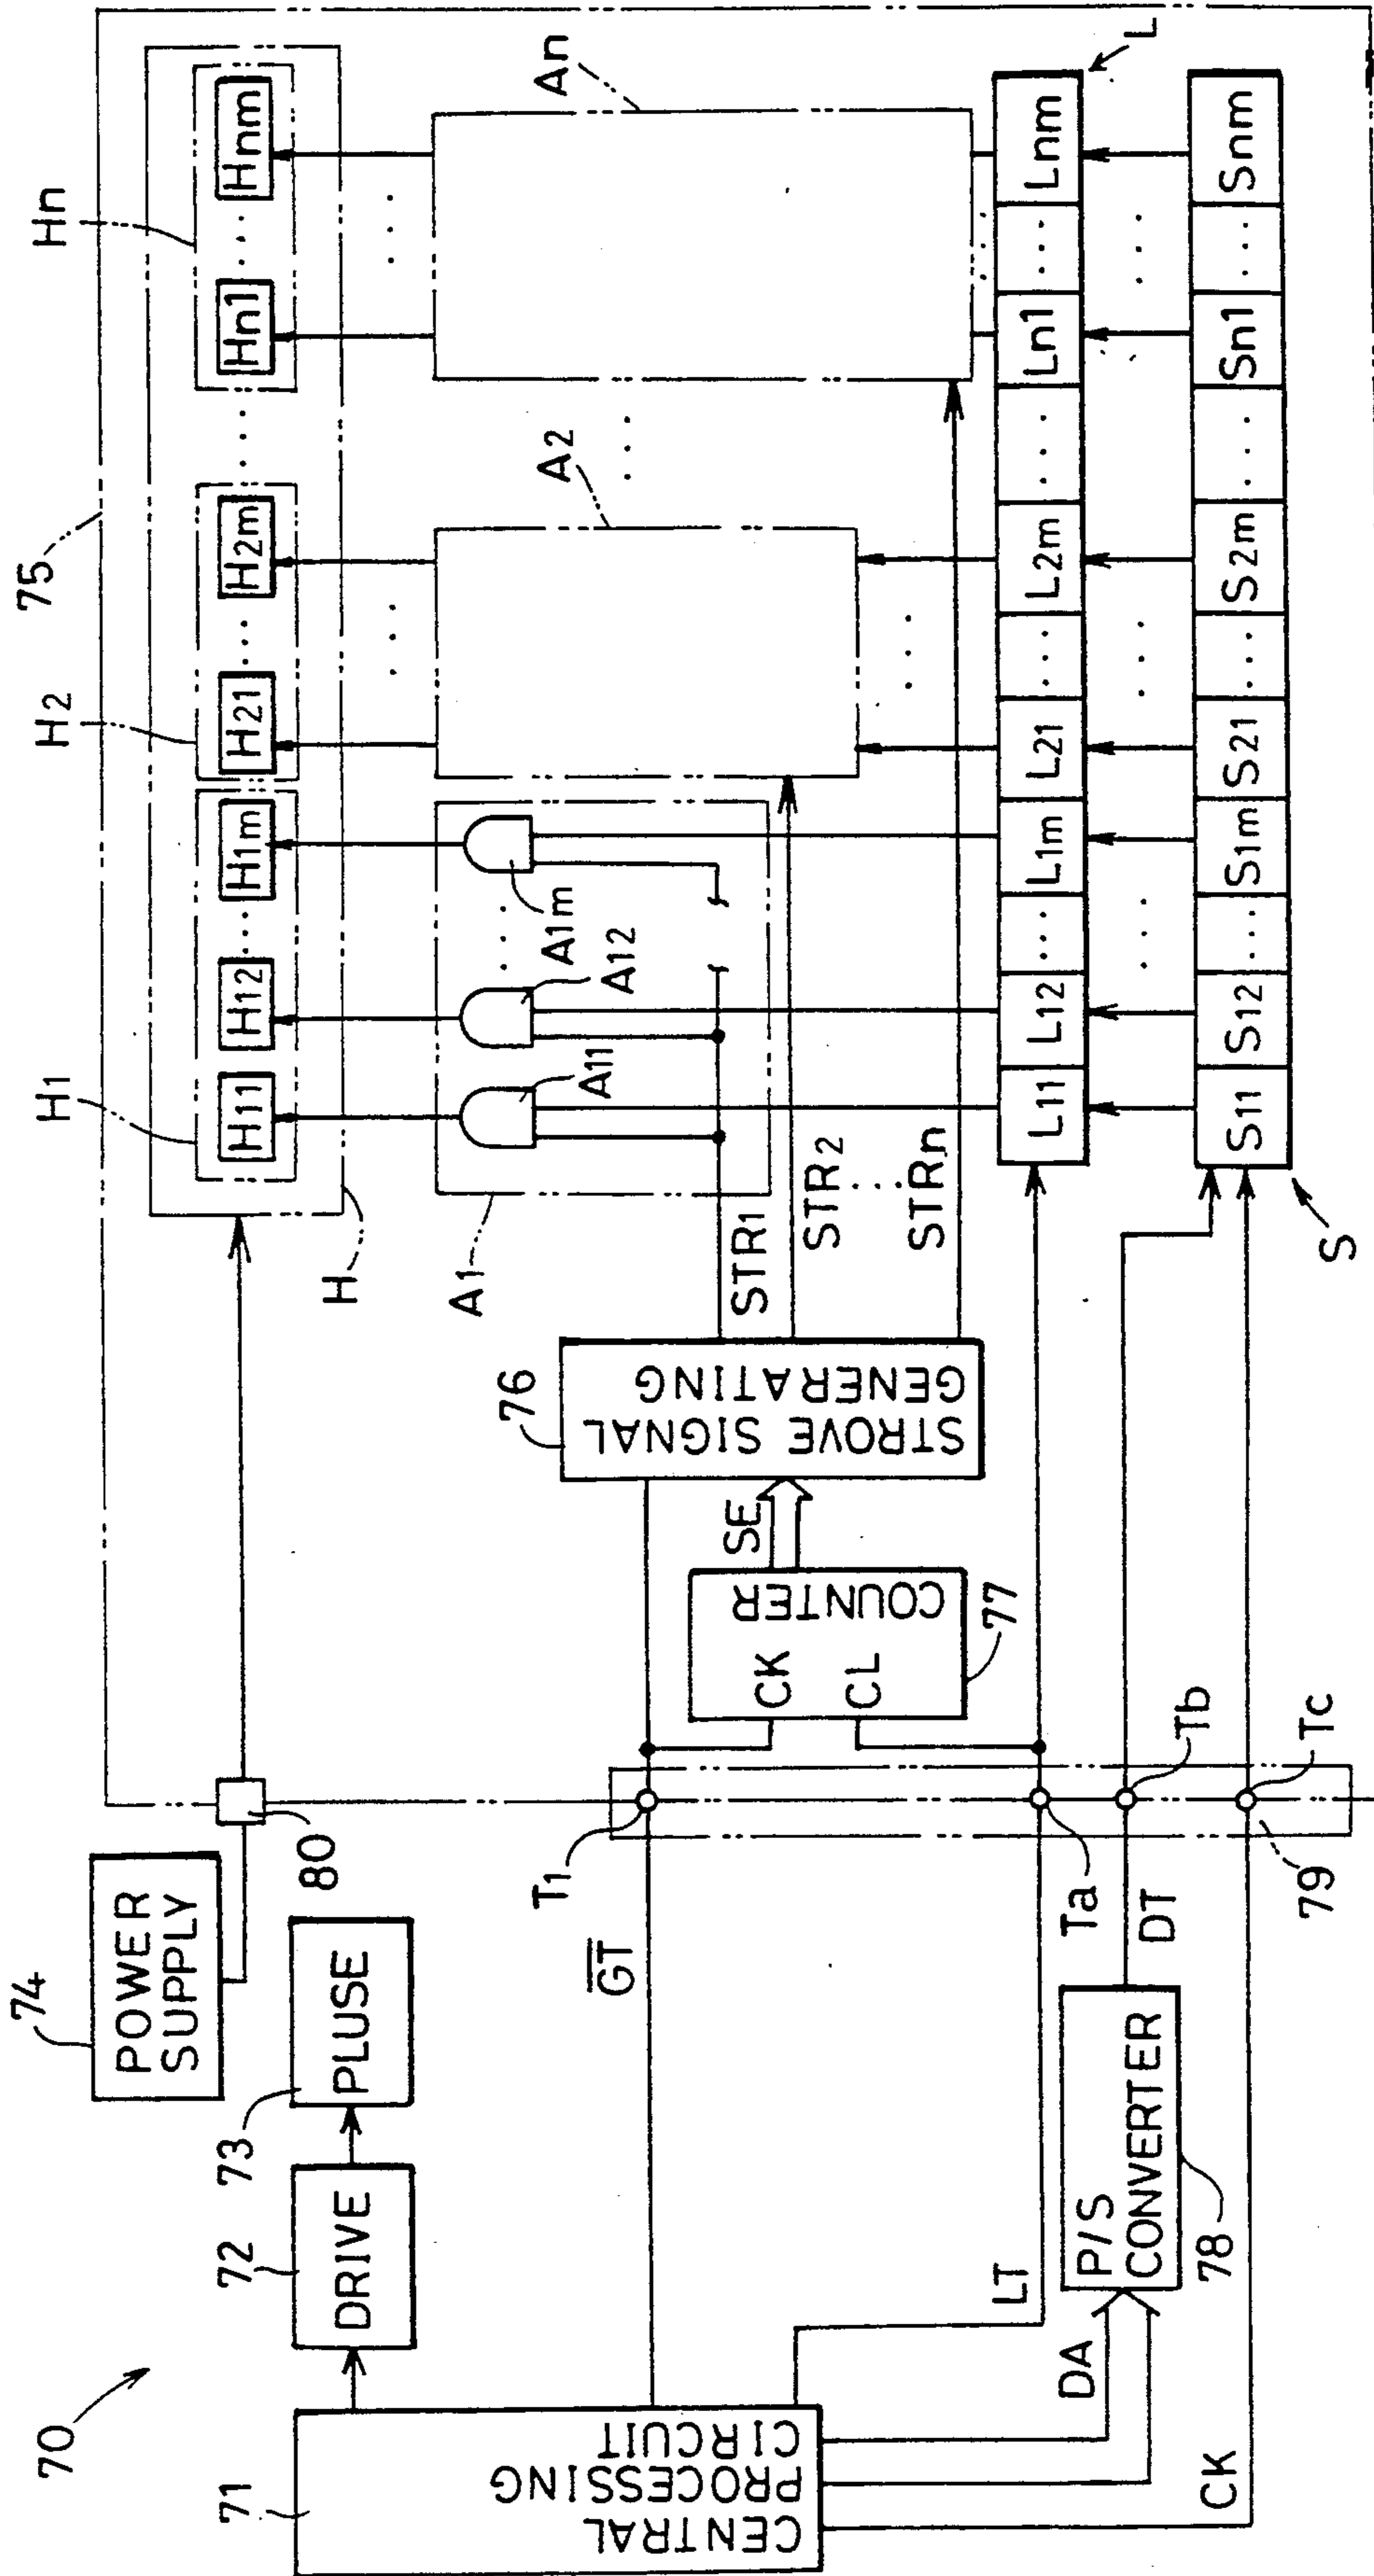 70
71
CENTRAL
PROCESSING
CIRCUIT
72
DRIVE
73
PLUSE
74
POWER
SUPPLY
80
GT
LT
DA
CK
P/S
CONVERTER
78
DT
T1
Ta
Tb
Tc
79
COUNTER
CK
CL
77
SE
76
STROVE SIGNAL
GENERATING
STR1
STR2
...
STRn
75
H
H1
H2
Hn
H11
H12
...
H1m
H21
...
H2m
...
Hn1
...
Hnm
A1
A11
A12
...
A1m
A2
...
An
L
L11
L12
...
L1m
L21
...
L2m
...
Ln1
...
Lnm
S
S11
S12
...
S1m
S21
...
S2m
...
Sn1
...
Snm